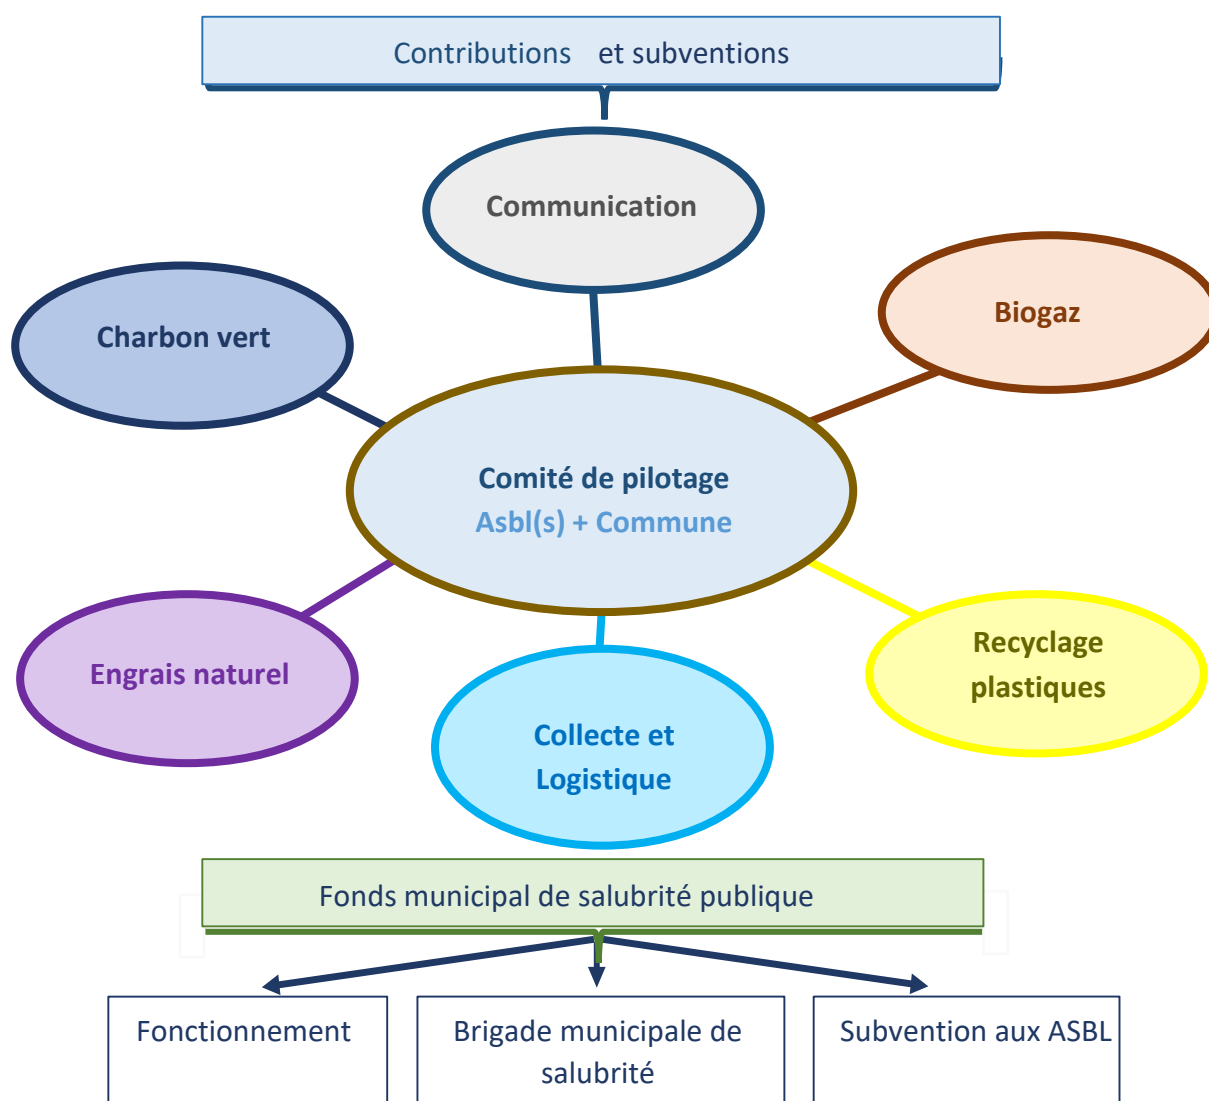 Contributions et subventions
Communication
Charbon vert
Biogaz
Comité de pilotage
Asbl(s) + Commune
Engrais naturel
Recyclage
plastiques
Collecte et
Logistique
Fonds municipal de salubrité publique
Fonctionnement
Brigade municipale de
salubrité
Subvention aux ASBL